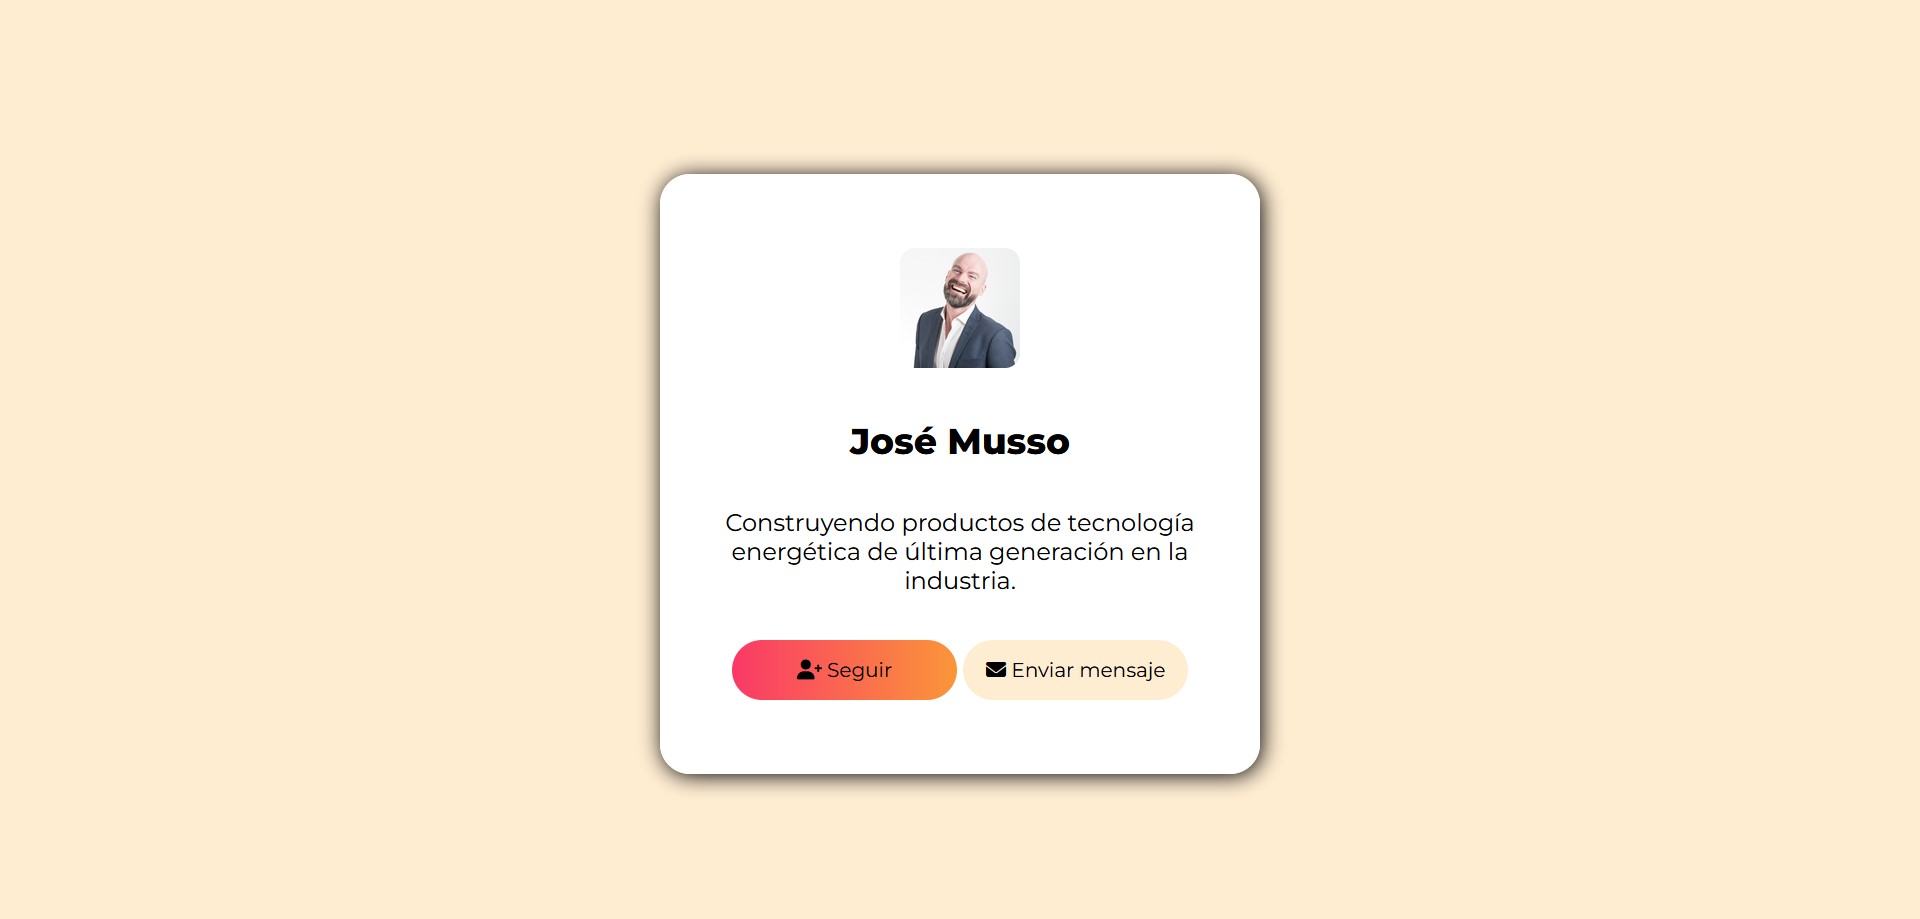 José Musso
Construyendo productos de tecnología
energética de última generación en la
industria.
Seguir
Enviar mensaje